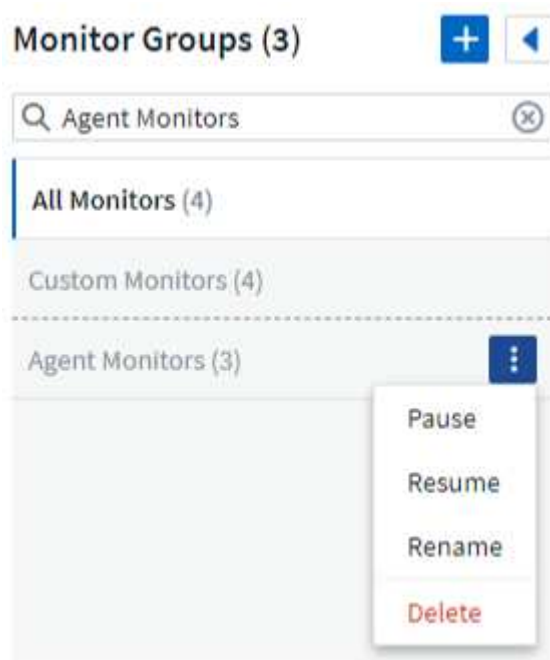 Monitor Groups (3)
Agent Monitors
All Monitors (4)
Custom Monitors (4)
Agent Monitors (3)
Pause
Resume
Rename
Delete